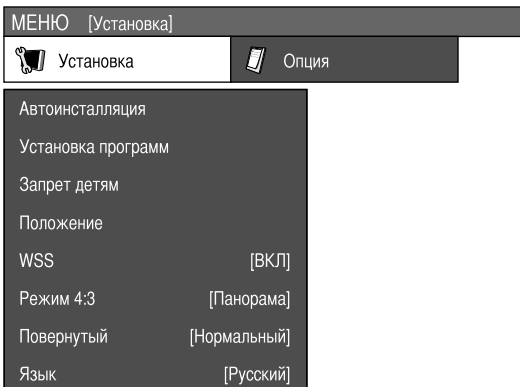 МЕНЮ [Установка]
Установка Опция
Автоинсталляция
Установка программ
Запрет детям
Положение
WSS [ВКЛ]
Режим 4:3 [Панорама]
Повернутый [Нормальный]
Язык [Русский]